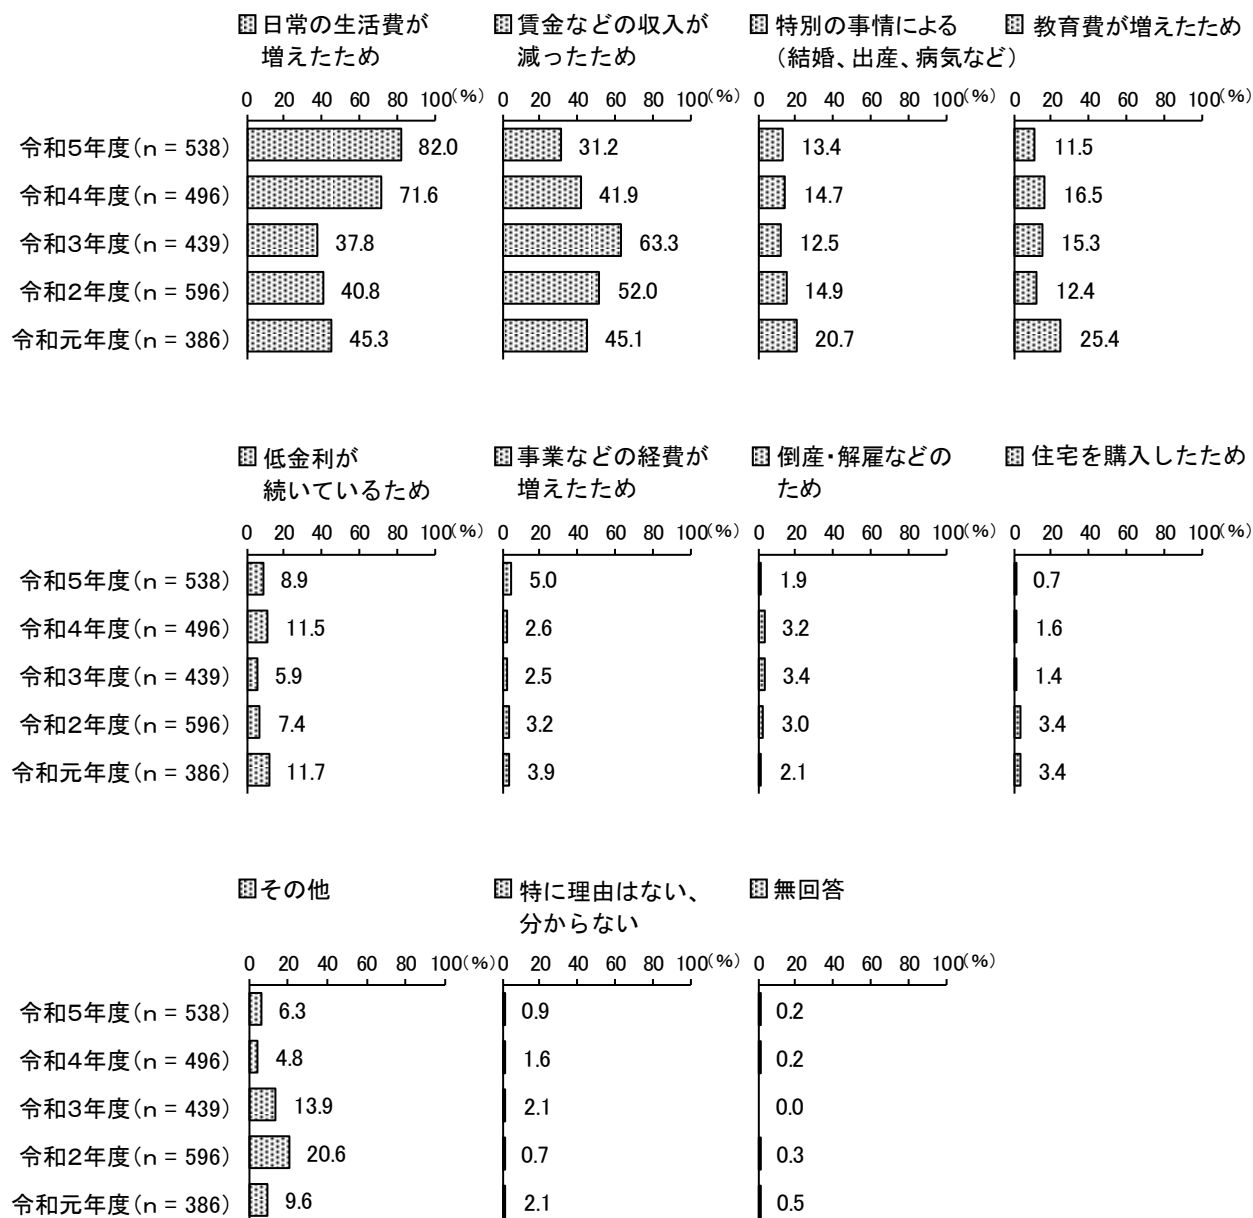 日常の生活費が
増えたため
賃金などの収入が
減ったため
特別の事情による
（結婚、出産、病気など）
教育費が増えたため
0 20 40 60 80 100(%)
0 20 40 60 80 100(%)
0 20 40 60 80 100(%)
0 20 40 60 80 100(%)
令和5年度(n = 538) 82.0 31.2 13.4 11.5
令和4年度(n = 496) 71.6 41.9 14.7 16.5
令和3年度(n = 439) 37.8 63.3 12.5 15.3
令和2年度(n = 596) 40.8 52.0 14.9 12.4
令和元年度(n = 386) 45.3 45.1 20.7 25.4
低金利が
続いているため
事業などの経費が
増えたため
倒産・解雇などの
ため
住宅を購入したため
0 20 40 60 80 100(%)
0 20 40 60 80 100(%)
0 20 40 60 80 100(%)
0 20 40 60 80 100(%)
令和5年度(n = 538) 8.9 5.0 1.9 0.7
令和4年度(n = 496) 11.5 2.6 3.2 1.6
令和3年度(n = 439) 5.9 2.5 3.4 1.4
令和2年度(n = 596) 7.4 3.2 3.0 3.4
令和元年度(n = 386) 11.7 3.9 2.1 3.4
その他
特に理由はない、
分からない
無回答
0 20 40 60 80 100(%)
0 20 40 60 80 100(%)
0 20 40 60 80 100(%)
令和5年度(n = 538) 6.3 0.9 0.2
令和4年度(n = 496) 4.8 1.6 0.2
令和3年度(n = 439) 13.9 2.1 0.0
令和2年度(n = 596) 20.6 0.7 0.3
令和元年度(n = 386) 9.6 2.1 0.5